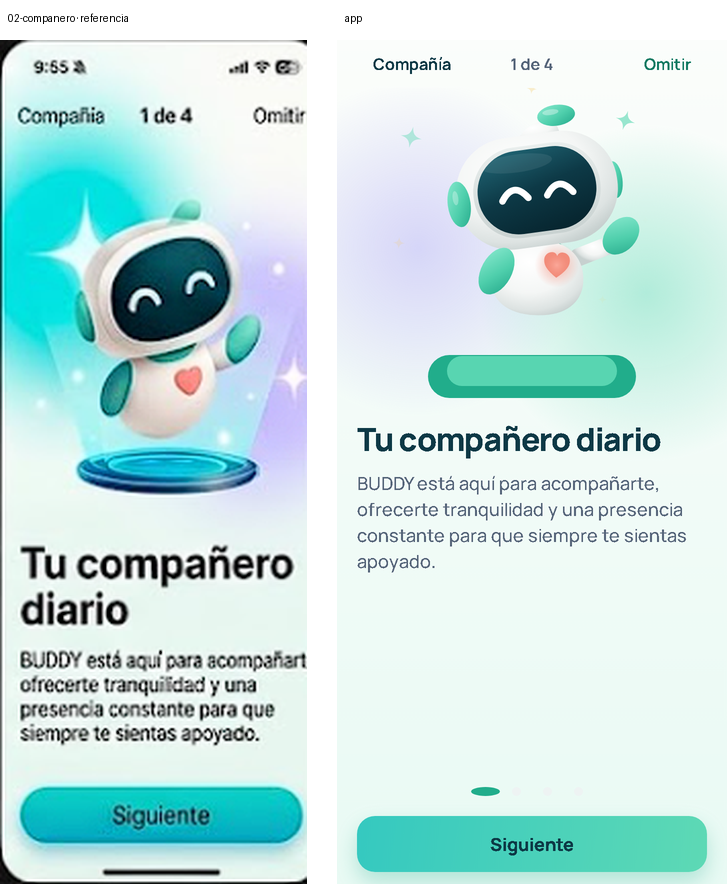 02-companero·referencia
9:55
Compañia
1 de 4
Omitir
Tu compañero
diario
BUDDY está aquí para acompañart
ofrecerte tranquilidad y una
presencia constante para que
siempre te sientas apoyado.
Siguiente
app
Compañía
1 de 4
Omitir
Tu compañero diario
BUDDY está aquí para acompañarte,
ofrecerte tranquilidad y una presencia
constante para que siempre te sientas
apoyado.
Siguiente